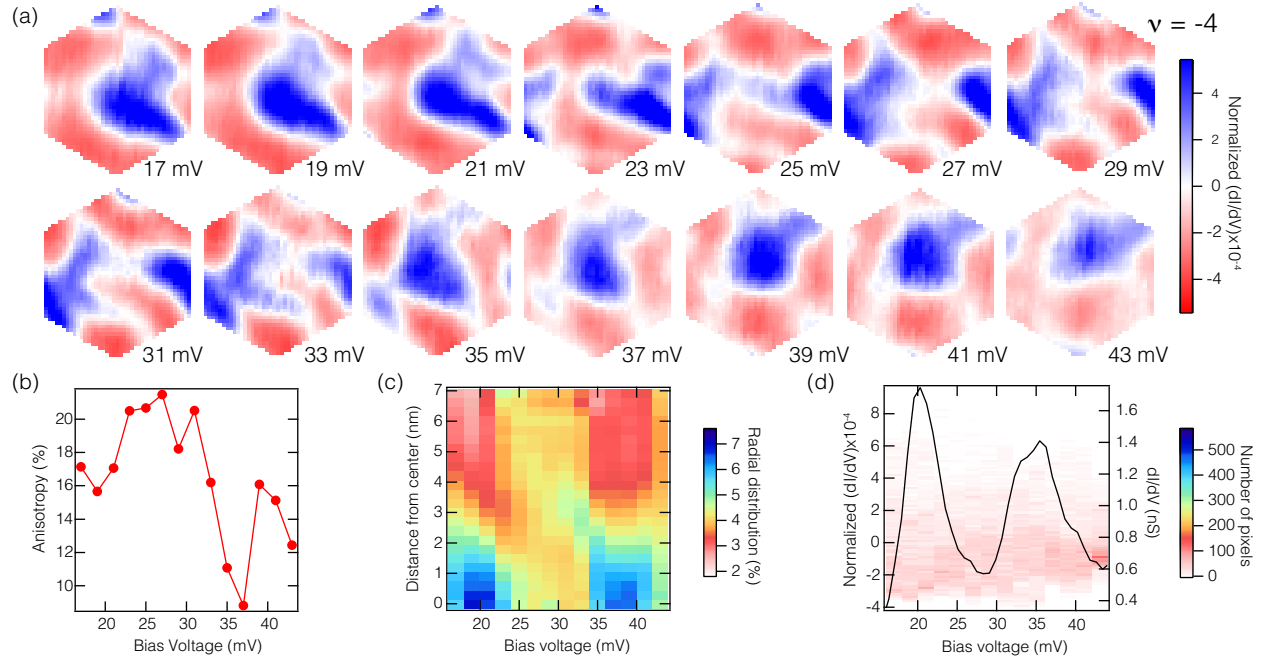 (a)
ν = -4
17 mV
19 mV
21 mV
23 mV
25 mV
27 mV
29 mV
31 mV
33 mV
35 mV
37 mV
39 mV
41 mV
43 mV
4
2
0
-2
-4
Normalized (dI/dV)x10⁻⁴
(b)
20
18
16
14
12
10
Anisotropy (%)
20
25
30
35
40
Bias Voltage (mV)
(c)
7
6
5
4
3
2
1
0
Distance from center (nm)
20
25
30
35
40
Bias voltage (mV)
7
6
5
4
3
2
Radial distribution (%)
(d)
8
6
4
2
0
-2
-4
Normalized (dI/dV)x10⁻⁴
20
25
30
35
40
Bias voltage (mV)
1.6
1.4
1.2
1.0
0.8
0.6
0.4
dI/dV (nS)
500
400
300
200
100
0
Number of pixels